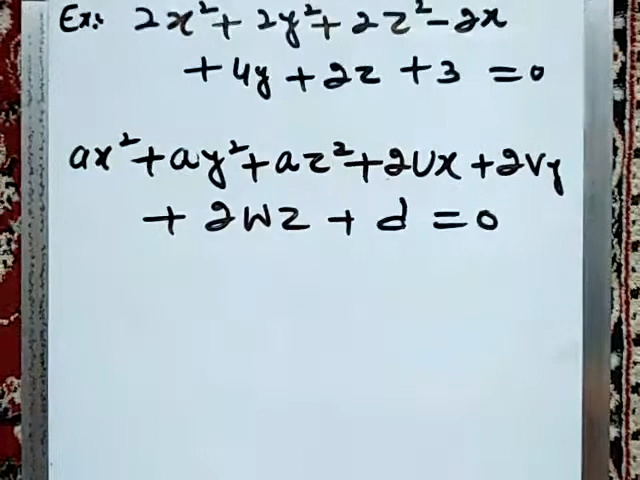 Ex:- 2x²+ 2y²+ 2z²-2x
+4y +2z +3 =0
ax²+ay²+az²+2Ux+2Vy
+ 2Wz + d =0